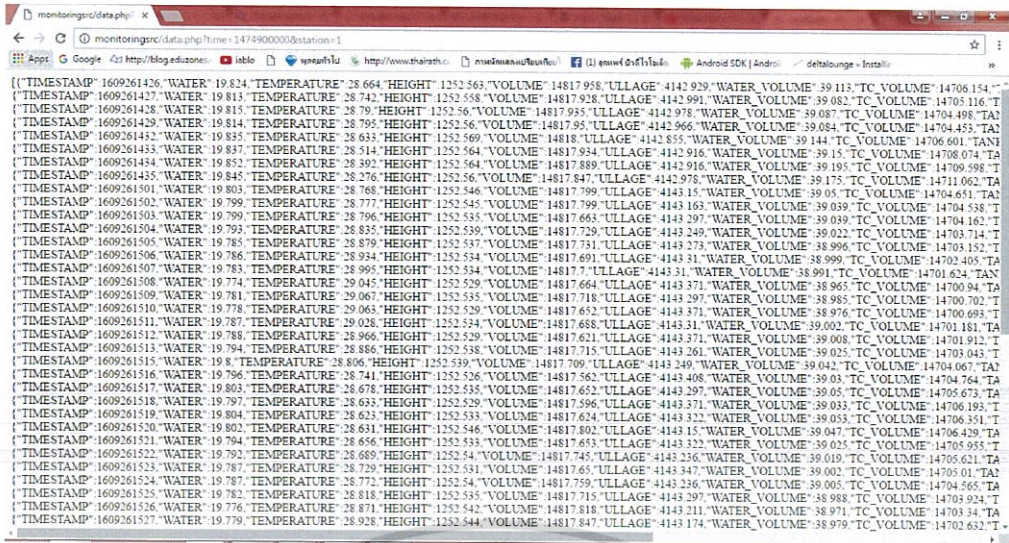 monitoringsrc/data.php? ×
monitoringsrc/data.php?time=1474900000&station=1
Apps G Google http://blog.eduzones. iablo http://www.thairath.c (1) Android SDK | Androi deltalounge » Installe »
[{"TIMESTAMP":1609261426,"WATER":19.824,"TEMPERATURE":28.664,"HEIGHT":1252.563,"VOLUME":14817.958,"ULLAGE":4142.929,"WATER_VOLUME":39.113,"TC_VOLUME":14706.154,"
{"TIMESTAMP":1609261427,"WATER":19.813,"TEMPERATURE":28.742,"HEIGHT":1252.558,"VOLUME":14817.928,"ULLAGE":4142.991,"WATER_VOLUME":39.082,"TC_VOLUME":14705.116,"T
{"TIMESTAMP":1609261428,"WATER":19.815,"TEMPERATURE":28.79,"HEIGHT":1252.56,"VOLUME":14817.935,"ULLAGE":4142.978,"WATER_VOLUME":39.087,"TC_VOLUME":14704.498,"TA
{"TIMESTAMP":1609261429,"WATER":19.814,"TEMPERATURE":28.795,"HEIGHT":1252.56,"VOLUME":14817.95,"ULLAGE":4142.966,"WATER_VOLUME":39.084,"TC_VOLUME":14704.453,"TAN
{"TIMESTAMP":1609261432,"WATER":19.835,"TEMPERATURE":28.633,"HEIGHT":1252.569,"VOLUME":14818,"ULLAGE":4142.855,"WATER_VOLUME":39.144,"TC_VOLUME":14706.601,"TANK
{"TIMESTAMP":1609261433,"WATER":19.837,"TEMPERATURE":28.514,"HEIGHT":1252.564,"VOLUME":14817.934,"ULLAGE":4142.916,"WATER_VOLUME":39.15,"TC_VOLUME":14708.074,"TA
{"TIMESTAMP":1609261434,"WATER":19.852,"TEMPERATURE":28.392,"HEIGHT":1252.564,"VOLUME":14817.889,"ULLAGE":4142.916,"WATER_VOLUME":39.195,"TC_VOLUME":14709.598,"T
{"TIMESTAMP":1609261435,"WATER":19.845,"TEMPERATURE":28.276,"HEIGHT":1252.56,"VOLUME":14817.847,"ULLAGE":4142.978,"WATER_VOLUME":39.175,"TC_VOLUME":14711.062,"TA
{"TIMESTAMP":1609261501,"WATER":19.803,"TEMPERATURE":28.768,"HEIGHT":1252.546,"VOLUME":14817.799,"ULLAGE":4143.15,"WATER_VOLUME":39.05,"TC_VOLUME":14704.651,"TAN
{"TIMESTAMP":1609261502,"WATER":19.799,"TEMPERATURE":28.777,"HEIGHT":1252.545,"VOLUME":14817.799,"ULLAGE":4143.163,"WATER_VOLUME":39.039,"TC_VOLUME":14704.538,"T
{"TIMESTAMP":1609261503,"WATER":19.799,"TEMPERATURE":28.796,"HEIGHT":1252.535,"VOLUME":14817.663,"ULLAGE":4143.297,"WATER_VOLUME":39.039,"TC_VOLUME":14704.162,"T
{"TIMESTAMP":1609261504,"WATER":19.793,"TEMPERATURE":28.835,"HEIGHT":1252.539,"VOLUME":14817.729,"ULLAGE":4143.249,"WATER_VOLUME":39.022,"TC_VOLUME":14703.714,"T
{"TIMESTAMP":1609261505,"WATER":19.785,"TEMPERATURE":28.879,"HEIGHT":1252.537,"VOLUME":14817.731,"ULLAGE":4143.273,"WATER_VOLUME":38.996,"TC_VOLUME":14703.152,"T
{"TIMESTAMP":1609261506,"WATER":19.786,"TEMPERATURE":28.934,"HEIGHT":1252.534,"VOLUME":14817.691,"ULLAGE":4143.31,"WATER_VOLUME":38.999,"TC_VOLUME":14702.405,"TA
{"TIMESTAMP":1609261507,"WATER":19.783,"TEMPERATURE":28.995,"HEIGHT":1252.534,"VOLUME":14817.7,"ULLAGE":4143.31,"WATER_VOLUME":38.991,"TC_VOLUME":14701.624,"TAN
{"TIMESTAMP":1609261508,"WATER":19.774,"TEMPERATURE":29.045,"HEIGHT":1252.529,"VOLUME":14817.664,"ULLAGE":4143.371,"WATER_VOLUME":38.965,"TC_VOLUME":14700.94,"TA
{"TIMESTAMP":1609261509,"WATER":19.781,"TEMPERATURE":29.067,"HEIGHT":1252.535,"VOLUME":14817.718,"ULLAGE":4143.297,"WATER_VOLUME":38.985,"TC_VOLUME":14700.702,"T
{"TIMESTAMP":1609261510,"WATER":19.778,"TEMPERATURE":29.063,"HEIGHT":1252.529,"VOLUME":14817.652,"ULLAGE":4143.371,"WATER_VOLUME":38.976,"TC_VOLUME":14700.693,"T
{"TIMESTAMP":1609261511,"WATER":19.787,"TEMPERATURE":29.028,"HEIGHT":1252.534,"VOLUME":14817.688,"ULLAGE":4143.31,"WATER_VOLUME":39.002,"TC_VOLUME":14701.181,"TA
{"TIMESTAMP":1609261512,"WATER":19.788,"TEMPERATURE":28.966,"HEIGHT":1252.529,"VOLUME":14817.621,"ULLAGE":4143.371,"WATER_VOLUME":39.008,"TC_VOLUME":14701.912,"T
{"TIMESTAMP":1609261513,"WATER":19.794,"TEMPERATURE":28.886,"HEIGHT":1252.538,"VOLUME":14817.715,"ULLAGE":4143.261,"WATER_VOLUME":39.025,"TC_VOLUME":14703.043,"T
{"TIMESTAMP":1609261515,"WATER":19.8,"TEMPERATURE":28.806,"HEIGHT":1252.539,"VOLUME":14817.709,"ULLAGE":4143.249,"WATER_VOLUME":39.042,"TC_VOLUME":14704.067,"TA
{"TIMESTAMP":1609261516,"WATER":19.796,"TEMPERATURE":28.741,"HEIGHT":1252.526,"VOLUME":14817.562,"ULLAGE":4143.408,"WATER_VOLUME":39.03,"TC_VOLUME":14704.764,"TA
{"TIMESTAMP":1609261517,"WATER":19.803,"TEMPERATURE":28.678,"HEIGHT":1252.535,"VOLUME":14817.652,"ULLAGE":4143.297,"WATER_VOLUME":39.05,"TC_VOLUME":14705.673,"TA
{"TIMESTAMP":1609261518,"WATER":19.797,"TEMPERATURE":28.633,"HEIGHT":1252.529,"VOLUME":14817.596,"ULLAGE":4143.371,"WATER_VOLUME":39.033,"TC_VOLUME":14706.193,"T
{"TIMESTAMP":1609261519,"WATER":19.804,"TEMPERATURE":28.623,"HEIGHT":1252.533,"VOLUME":14817.624,"ULLAGE":4143.322,"WATER_VOLUME":39.053,"TC_VOLUME":14706.351,"T
{"TIMESTAMP":1609261520,"WATER":19.802,"TEMPERATURE":28.631,"HEIGHT":1252.546,"VOLUME":14817.802,"ULLAGE":4143.15,"WATER_VOLUME":39.047,"TC_VOLUME":14706.429,"TA
{"TIMESTAMP":1609261521,"WATER":19.794,"TEMPERATURE":28.656,"HEIGHT":1252.533,"VOLUME":14817.653,"ULLAGE":4143.322,"WATER_VOLUME":39.025,"TC_VOLUME":14705.955,"T
{"TIMESTAMP":1609261522,"WATER":19.792,"TEMPERATURE":28.689,"HEIGHT":1252.54,"VOLUME":14817.745,"ULLAGE":4143.236,"WATER_VOLUME":39.019,"TC_VOLUME":14705.621,"T
{"TIMESTAMP":1609261523,"WATER":19.787,"TEMPERATURE":28.729,"HEIGHT":1252.531,"VOLUME":14817.65,"ULLAGE":4143.347,"WATER_VOLUME":39.002,"TC_VOLUME":14705.01,"TA
{"TIMESTAMP":1609261524,"WATER":19.787,"TEMPERATURE":28.772,"HEIGHT":1252.54,"VOLUME":14817.759,"ULLAGE":4143.236,"WATER_VOLUME":39.005,"TC_VOLUME":14704.565,"TA
{"TIMESTAMP":1609261525,"WATER":19.782,"TEMPERATURE":28.818,"HEIGHT":1252.535,"VOLUME":14817.715,"ULLAGE":4143.297,"WATER_VOLUME":38.988,"TC_VOLUME":14703.924,"T
{"TIMESTAMP":1609261526,"WATER":19.776,"TEMPERATURE":28.871,"HEIGHT":1252.542,"VOLUME":14817.818,"ULLAGE":4143.211,"WATER_VOLUME":38.971,"TC_VOLUME":14703.34,"TA
{"TIMESTAMP":1609261527,"WATER":19.779,"TEMPERATURE":28.928,"HEIGHT":1252.544,"VOLUME":14817.847,"ULLAGE":4143.174,"WATER_VOLUME":38.979,"TC_VOLUME":14702.632,"T